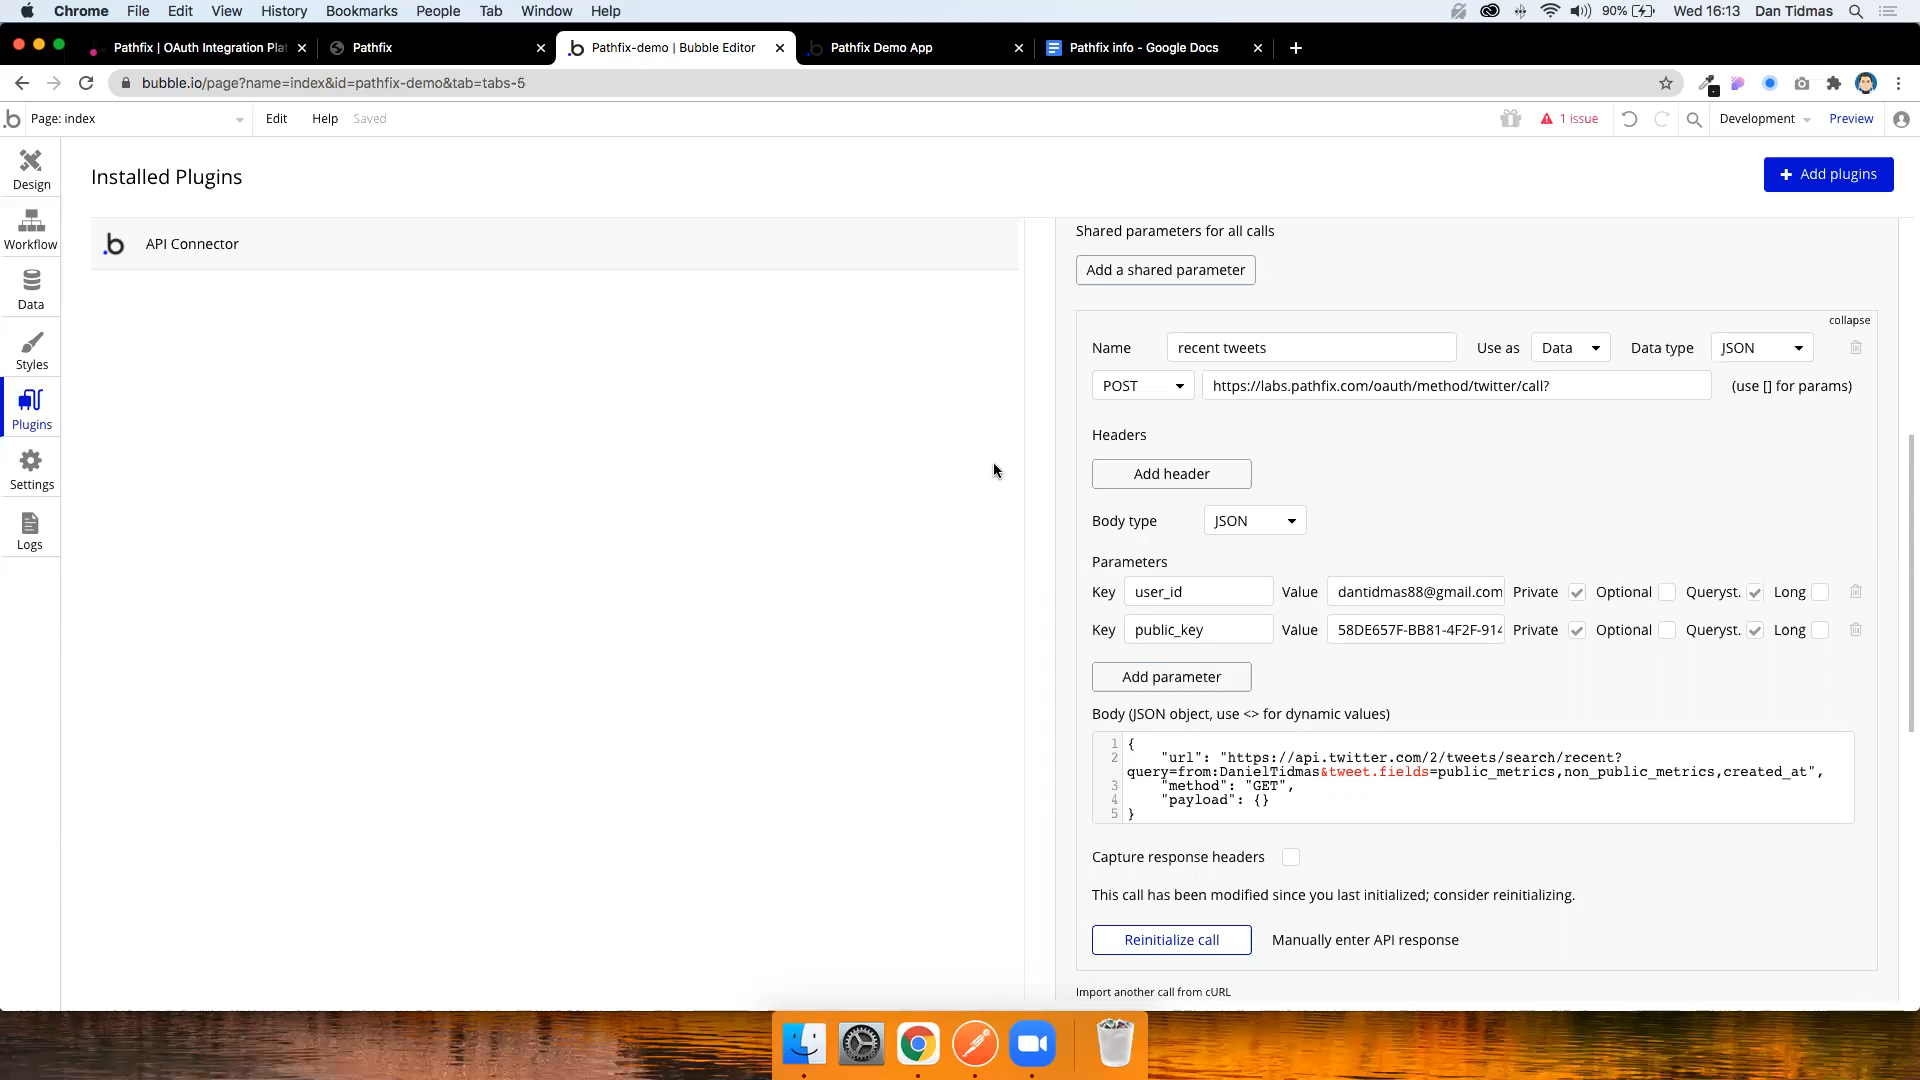 Chrome File Edit View History Bookmarks People Tab Window Help 90% Wed 16:13 Dan Tidmas
Pathfix | OAuth Integration Plat
Pathfix
Pathfix-demo | Bubble Editor
Pathfix Demo App
Pathfix info - Google Docs
bubble.io/page?name=index&id=pathfix-demo&tab=tabs-5
Page: index Edit Help Saved 1 issue Development Preview
Design
Workflow
Data
Styles
Plugins
Settings
Logs
Installed Plugins
+ Add plugins
API Connector
Shared parameters for all calls
Add a shared parameter
collapse
Name recent tweets Use as Data Data type JSON
POST https://labs.pathfix.com/oauth/method/twitter/call? (use [] for params)
Headers
Add header
Body type JSON
Parameters
Key user_id Value dantidmas88@gmail.com Private Optional Queryst. Long
Key public_key Value 58DE657F-BB81-4F2F-914 Private Optional Queryst. Long
Add parameter
Body (JSON object, use <> for dynamic values)
1 {
2 "url": "https://api.twitter.com/2/tweets/search/recent?
query=from:DanielTidmas&tweet.fields=public_metrics,non_public_metrics,created_at",
3 "method": "GET",
4 "payload": {}
5 }
Capture response headers
This call has been modified since you last initialized; consider reinitializing.
Reinitialize call Manually enter API response
Import another call from cURL